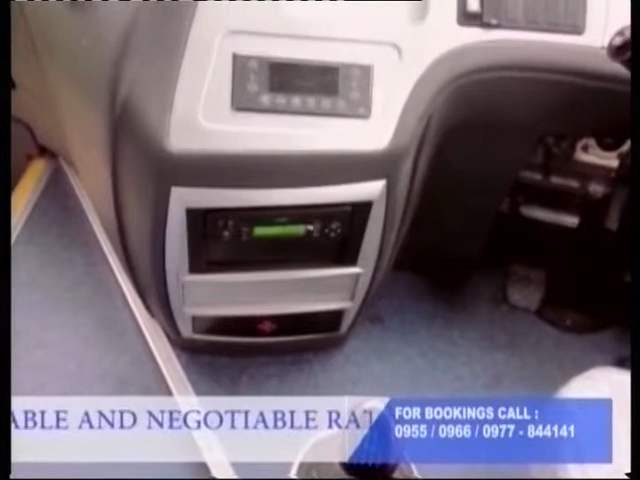 ABLE AND NEGOTIABLE RAT
FOR BOOKINGS CALL :
0955 / 0966 / 0977 - 844141